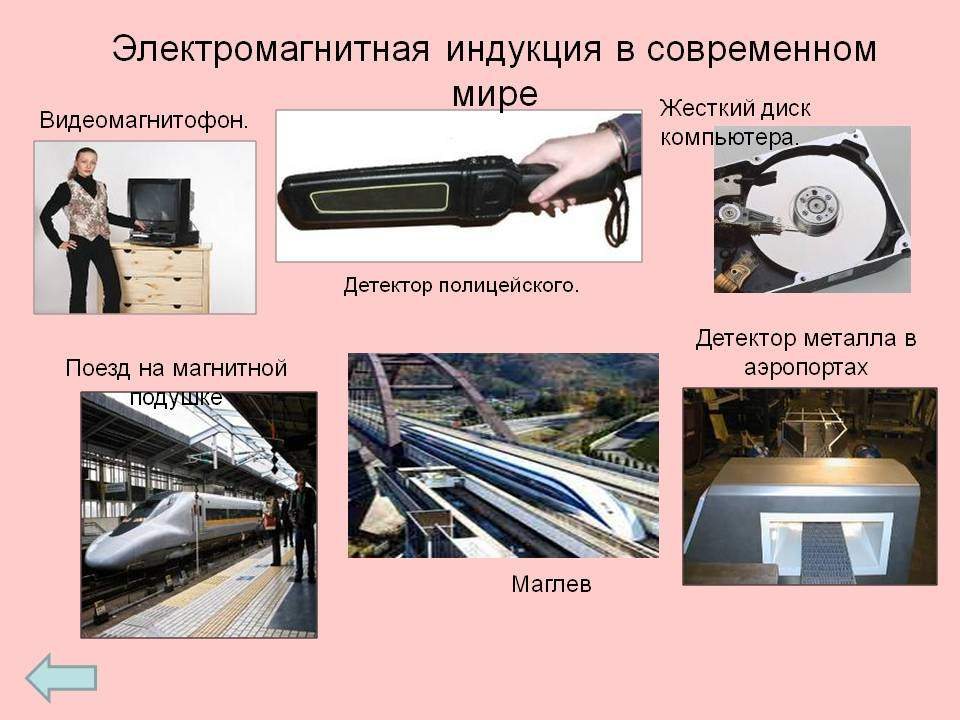 Электромагнитная индукция в современном
мире
Видеомагнитофон.
Жесткий диск
компьютера.
Детектор полицейского.
Детектор металла в
аэропортах
Поезд на магнитной
подушке
Маглев